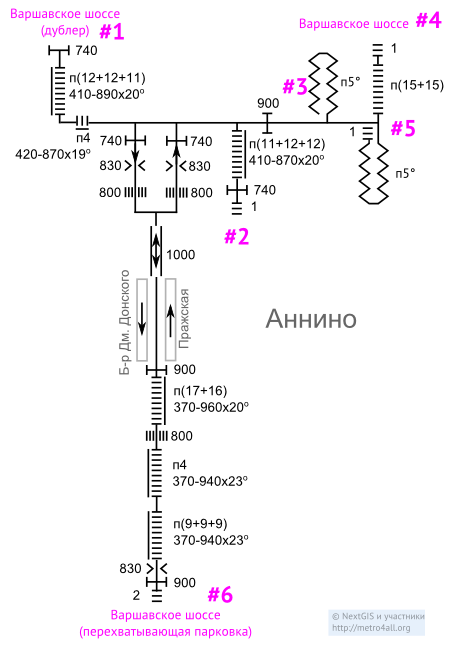 Варшавское шоссе
(дублер)
#1
740
п(12+12+11)
410-890x20°
п4
420-870x19°
Варшавское шоссе
#4
1
#3
п5°
п(15+15)
900
1
#5
п5°
740
740
830
830
800
800
п(11+12+12)
410-870x20°
740
1
#2
1000
Б-р Дм. Донского
Пражская
Аннино
900
п(17+16)
370-960x20°
800
п4
370-940x23°
п(9+9+9)
370-940x23°
830
900
2
#6
Варшавское шоссе
(перехватывающая парковка)
© NextGIS и участники
http://metro4all.org